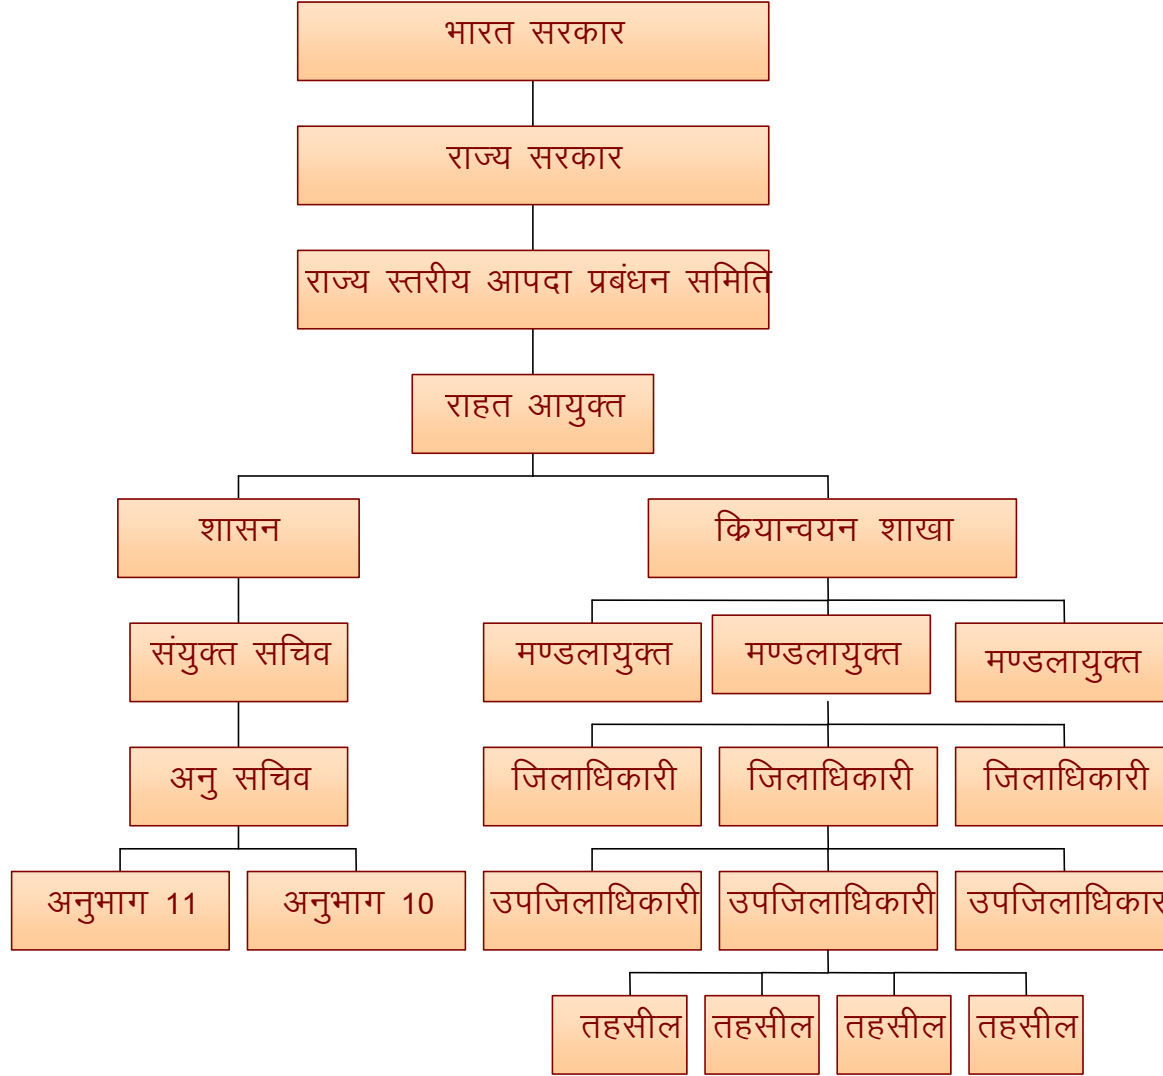 भारत सरकार
राज्य सरकार
राज्य स्तरीय आपदा प्रबंधन समिति
राहत आयुक्त
शासन
क्रियान्वयन शाखा
संयुक्त सचिव
मण्डलायुक्त
मण्डलायुक्त
मण्डलायुक्त
अनु सचिव
जिलाधिकारी
जिलाधिकारी
जिलाधिकारी
अनुभाग 11
अनुभाग 10
उपजिलाधिकारी
उपजिलाधिकारी
उपजिलाधिकार
तहसील
तहसील
तहसील
तहसील